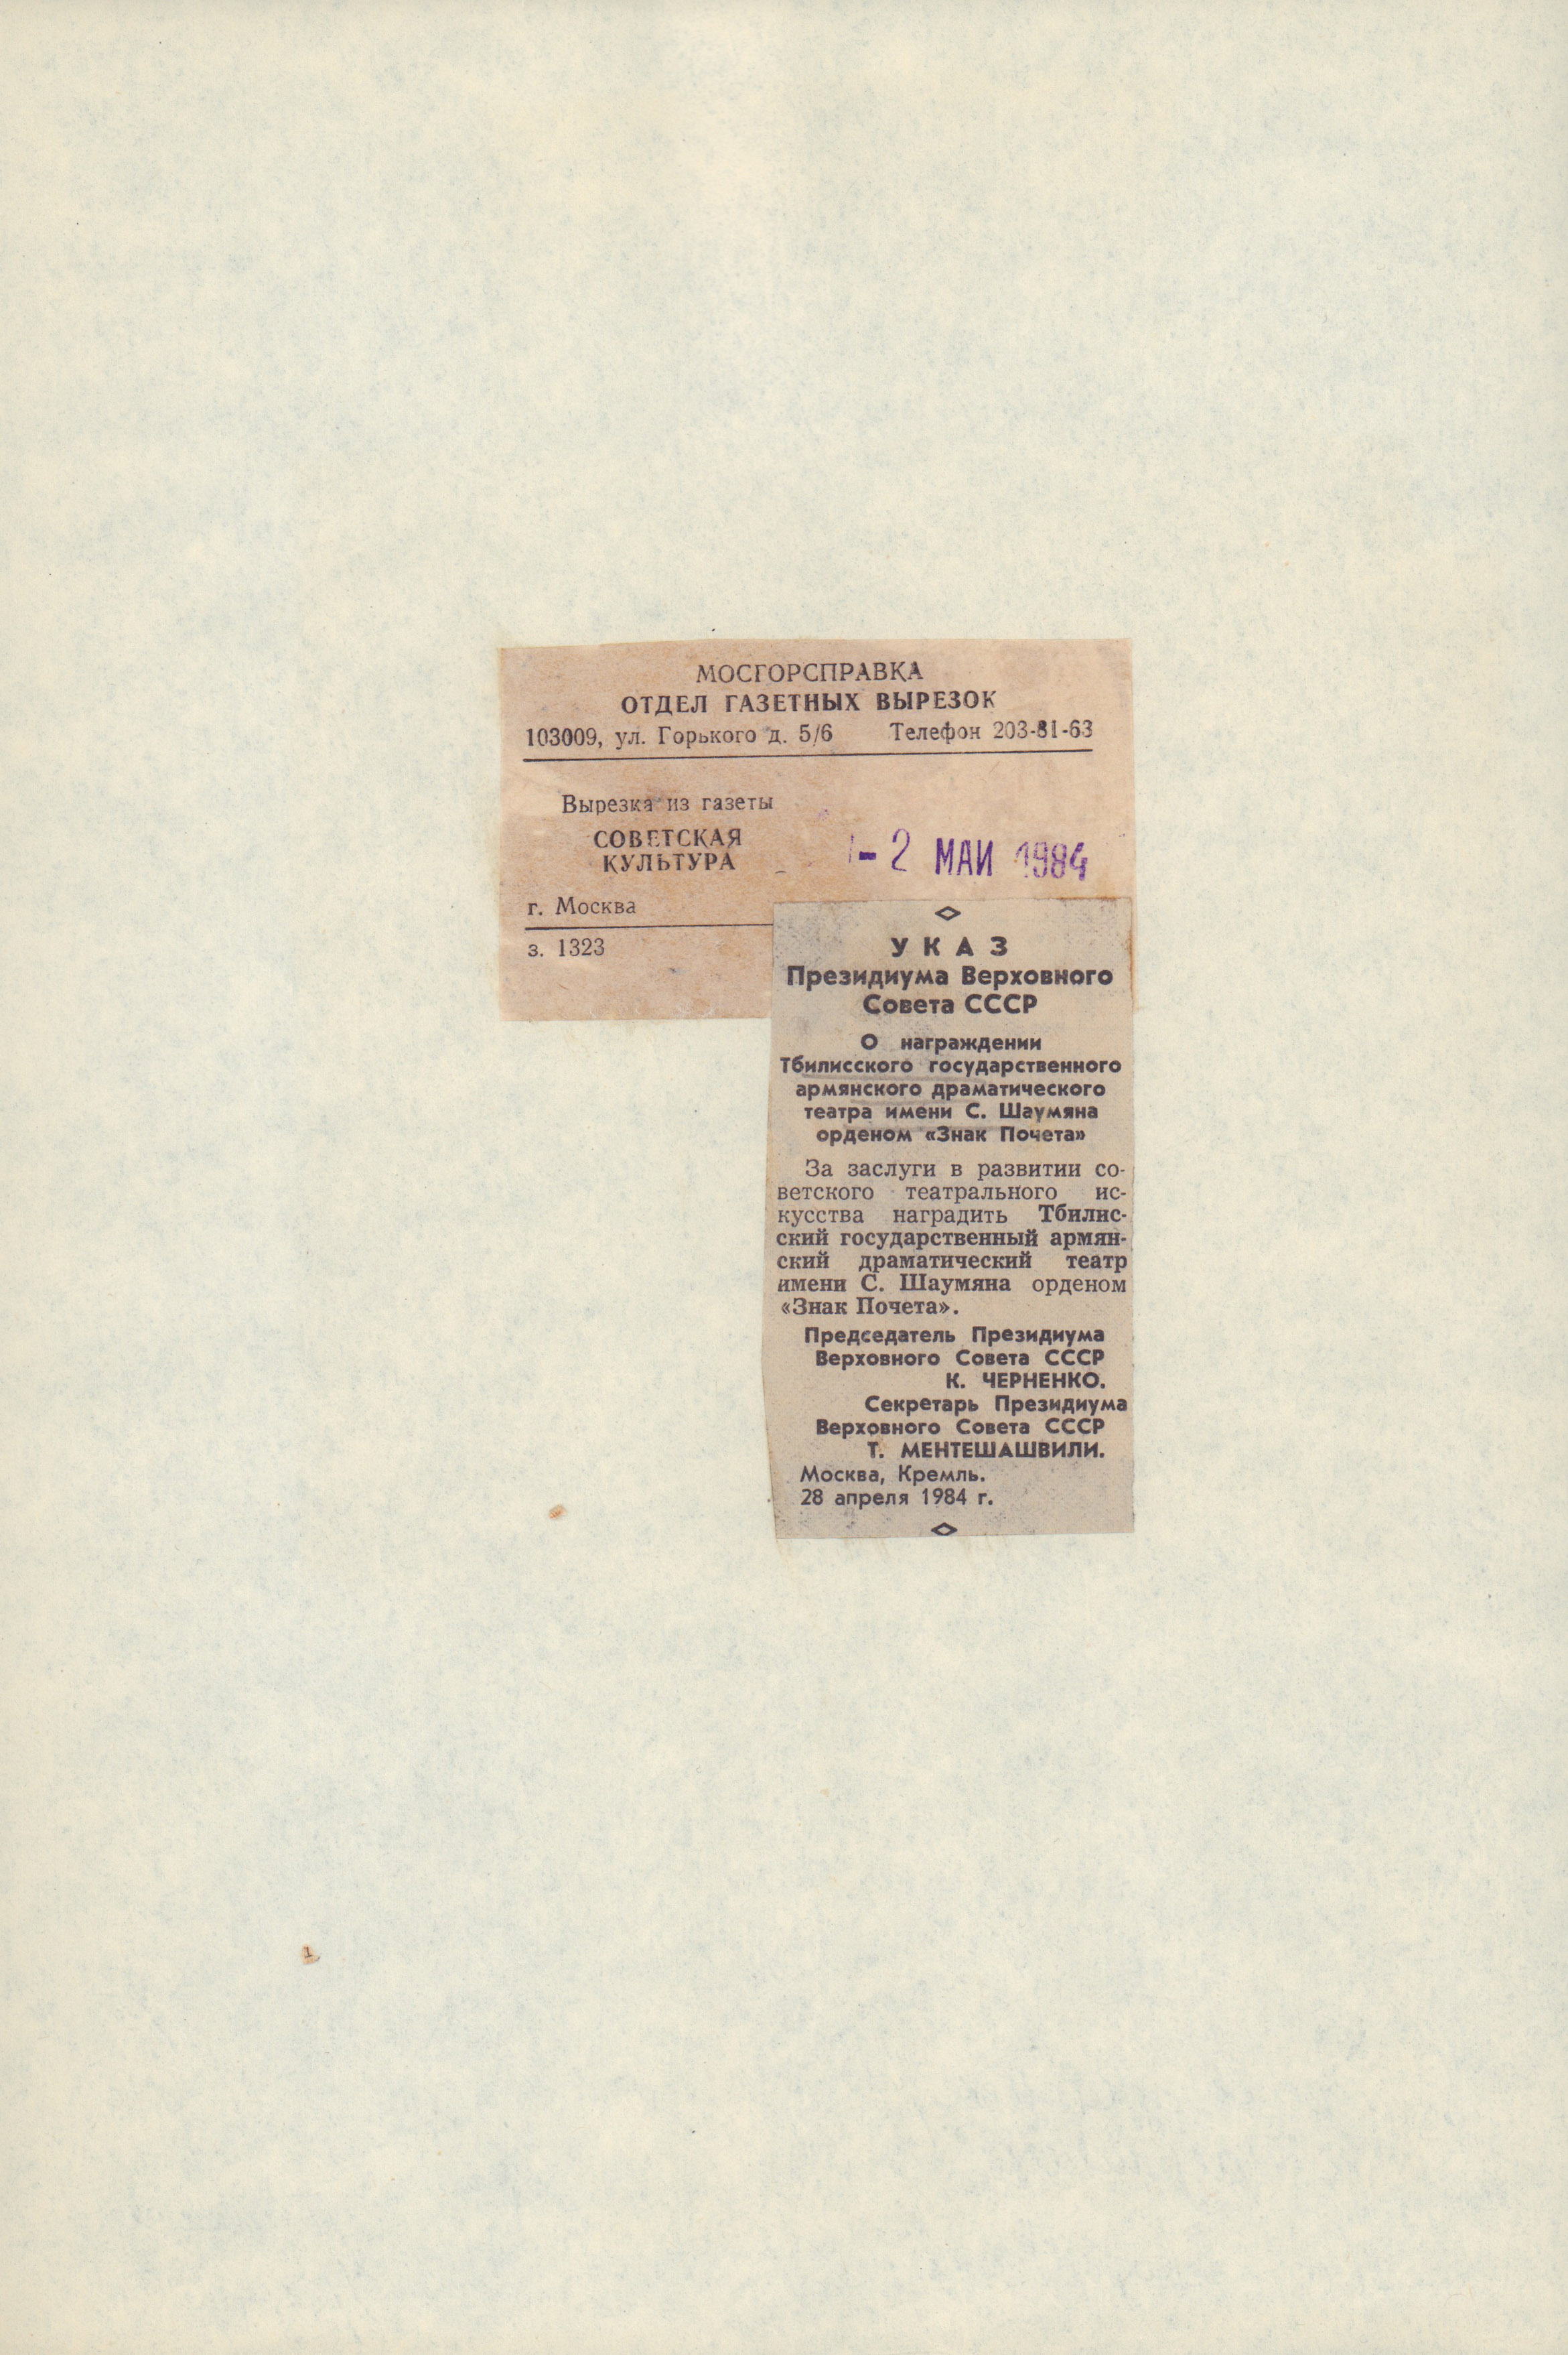 МОСГОРСПРАВКА
ОТДЕЛ ГАЗЕТНЫХ ВЫРЕЗОК
103009, ул. Горького д. 5/6 Телефон 203-81-63
Вырезка из газеты
СОВЕТСКАЯ
КУЛЬТУРА
- 2 МАЙ 1984
г. Москва
з. 1323
УКАЗ
Президиума Верховного
Совета СССР
О награждении
Тбилисского государственного
армянского драматического
театра имени С. Шаумяна
орденом «Знак Почета»
За заслуги в развитии со-
ветского театрального ис-
кусства наградить Тбилис-
ский государственный армян-
ский драматический театр
имени С. Шаумяна орденом
«Знак Почета».
Председатель Президиума
Верховного Совета СССР
К. ЧЕРНЕНКО.
Секретарь Президиума
Верховного Совета СССР
Т. МЕНТЕШАШВИЛИ.
Москва, Кремль.
28 апреля 1984 г.